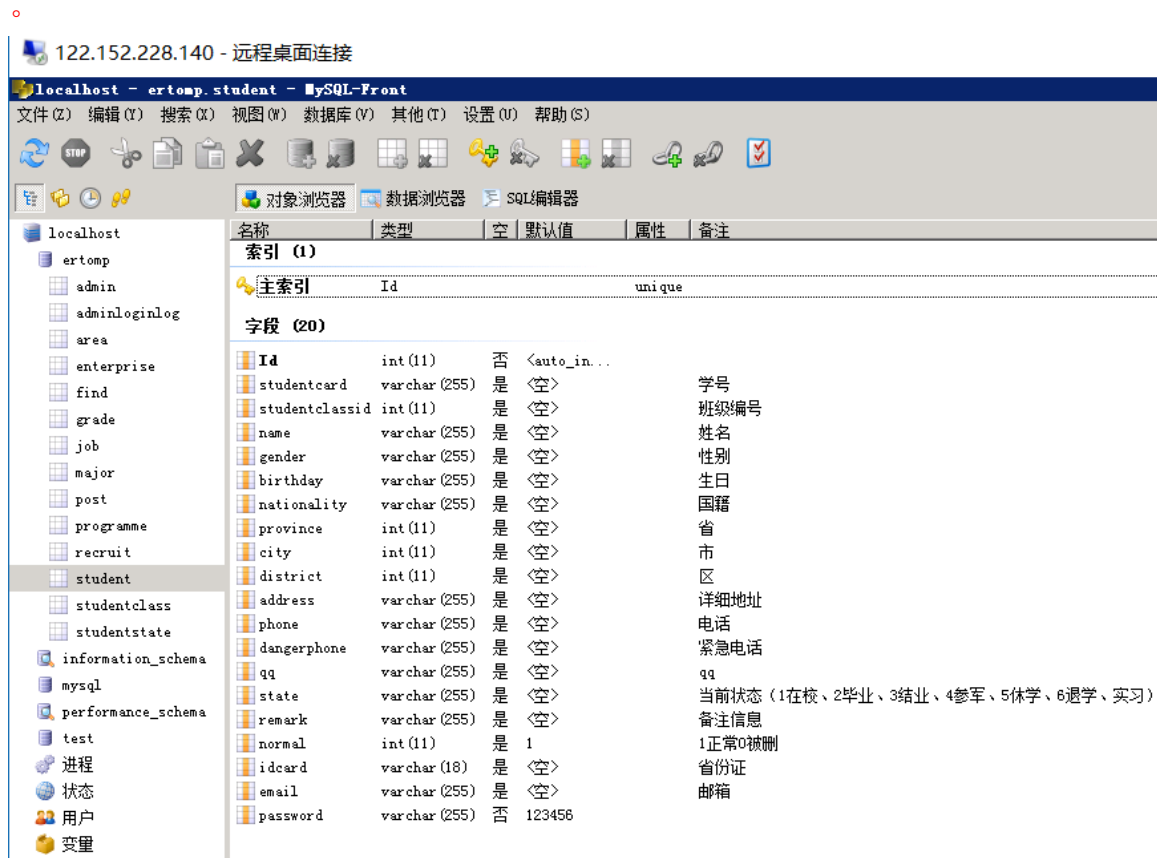 。
122.152.228.140 - 远程桌面连接
localhost - ertomp.student - MySQL-Front
文件(Z) 编辑(Y) 搜索(X) 视图(W) 数据库(V) 其他(T) 设置(U) 帮助(S)
STOP
对象浏览器 数据浏览器 SQL编辑器
localhost
ertomp
admin
adminloginlog
area
enterprise
find
grade
job
major
post
programme
recruit
student
studentclass
studentstate
information_schema
mysql
performance_schema
test
进程
状态
用户
变量
名称 类型 空 默认值 属性 备注
索引 (1)
主索引 Id unique
字段 (20)
Id int(11) 否 <auto_in...
studentcard varchar(255) 是 <空> 学号
studentclassid int(11) 是 <空> 班级编号
name varchar(255) 是 <空> 姓名
gender varchar(255) 是 <空> 性别
birthday varchar(255) 是 <空> 生日
nationality varchar(255) 是 <空> 国籍
province int(11) 是 <空> 省
city int(11) 是 <空> 市
district int(11) 是 <空> 区
address varchar(255) 是 <空> 详细地址
phone varchar(255) 是 <空> 电话
dangerphone varchar(255) 是 <空> 紧急电话
qq varchar(255) 是 <空> qq
state varchar(255) 是 <空> 当前状态（1在校、2毕业、3结业、4参军、5休学、6退学、实习）
remark varchar(255) 是 <空> 备注信息
normal int(11) 是 1 1正常0被删
idcard varchar(18) 是 <空> 省份证
email varchar(255) 是 <空> 邮箱
password varchar(255) 否 123456